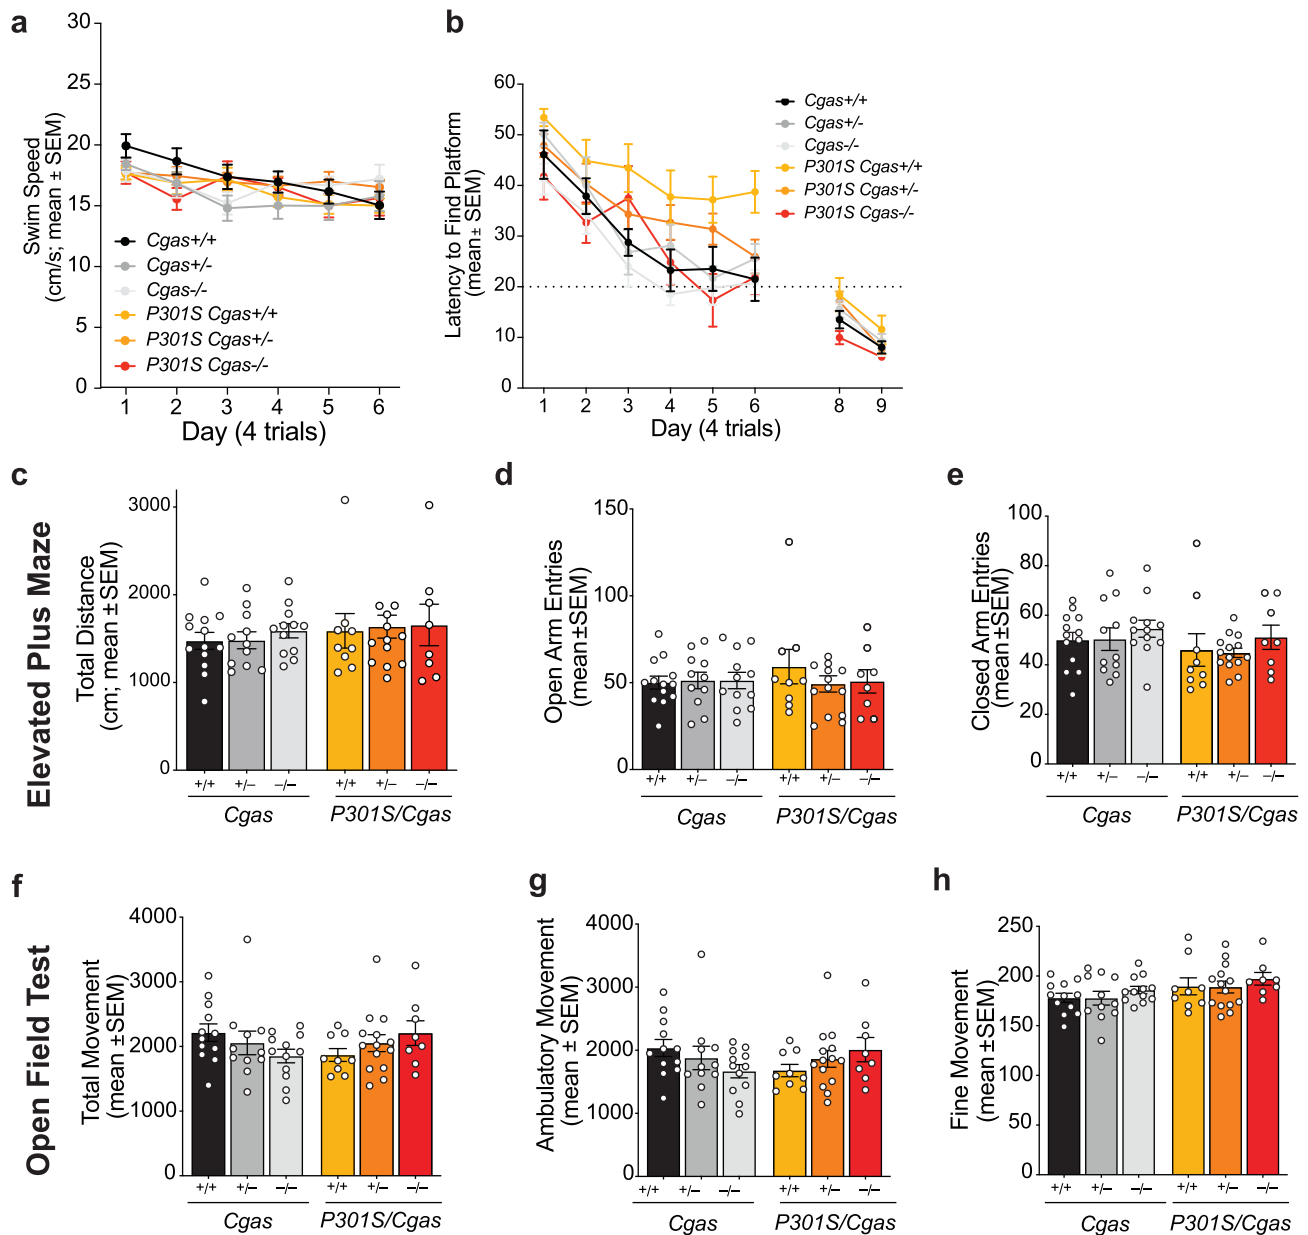 a
Swim Speed
(cm/s; mean ± SEM)
30
25
20
15
10
5
0
Cgas+/+
Cgas+/-
Cgas-/-
P301S Cgas+/+
P301S Cgas+/-
P301S Cgas-/-
1 2 3 4 5 6
Day (4 trials)
b
Latency to Find Platform
(mean ± SEM)
60
50
40
30
20
10
0
Cgas+/+
Cgas+/-
Cgas-/-
P301S Cgas+/+
P301S Cgas+/-
P301S Cgas-/-
1 2 3 4 5 6 8 9
Day (4 trials)
Elevated Plus Maze
c
Total Distance
(cm; mean ±SEM)
3000
2000
1000
0
+/+ +/– –/– +/+ +/– –/–
Cgas P301S/Cgas
d
Open Arm Entries
(mean±SEM)
150
100
50
0
+/+ +/– –/– +/+ +/– –/–
Cgas P301S/Cgas
e
Closed Arm Entries
(mean±SEM)
100
80
60
40
20
0
+/+ +/– –/– +/+ +/– –/–
Cgas P301S/Cgas
Open Field Test
f
Total Movement
(mean ±SEM)
4000
3000
2000
1000
0
+/+ +/– –/– +/+ +/– –/–
Cgas P301S/Cgas
g
Ambulatory Movement
(mean ±SEM)
4000
3000
2000
1000
0
+/+ +/– –/– +/+ +/– –/–
Cgas P301S/Cgas
h
Fine Movement
(mean ±SEM)
250
200
150
100
50
0
+/+ +/– –/– +/+ +/– –/–
Cgas P301S/Cgas